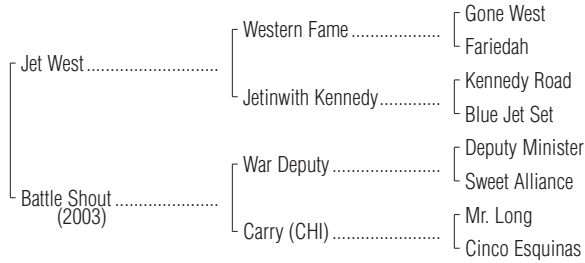 Gone West
Western Fame ...................
Fariedah
Jet West ............................
Kennedy Road
Jetinwith Kennedy.............
Blue Jet Set
Deputy Minister
War Deputy .......................
Sweet Alliance
Battle Shout ......................
(2003)
Mr. Long
Carry (CHI) .......................
Cinco Esquinas